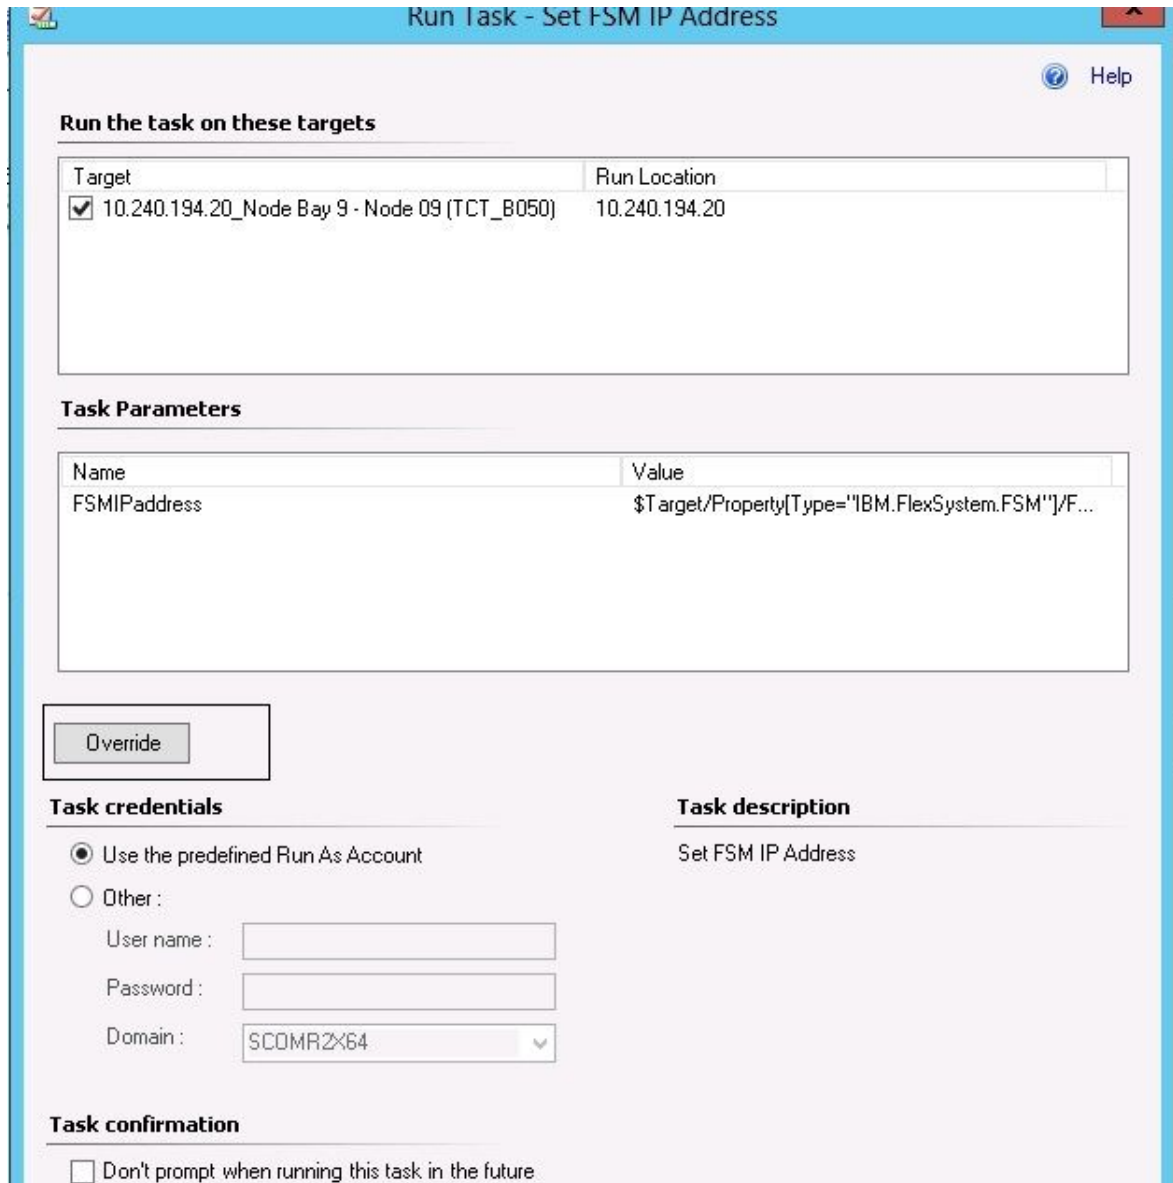 Run Task - Set FSM IP Address
Help
Run the task on these targets
Target Run Location
10.240.194.20_Node Bay 9 - Node 09 (TCT_B050) 10.240.194.20
Task Parameters
Name Value
FSMIPaddress $Target/Property[Type="IBM.FlexSystem.FSM"]/F...
Override
Task credentials
Task description
Use the predefined Run As Account
Set FSM IP Address
Other :
User name :
Password :
Domain : SCOMR2X64
Task confirmation
Don't prompt when running this task in the future